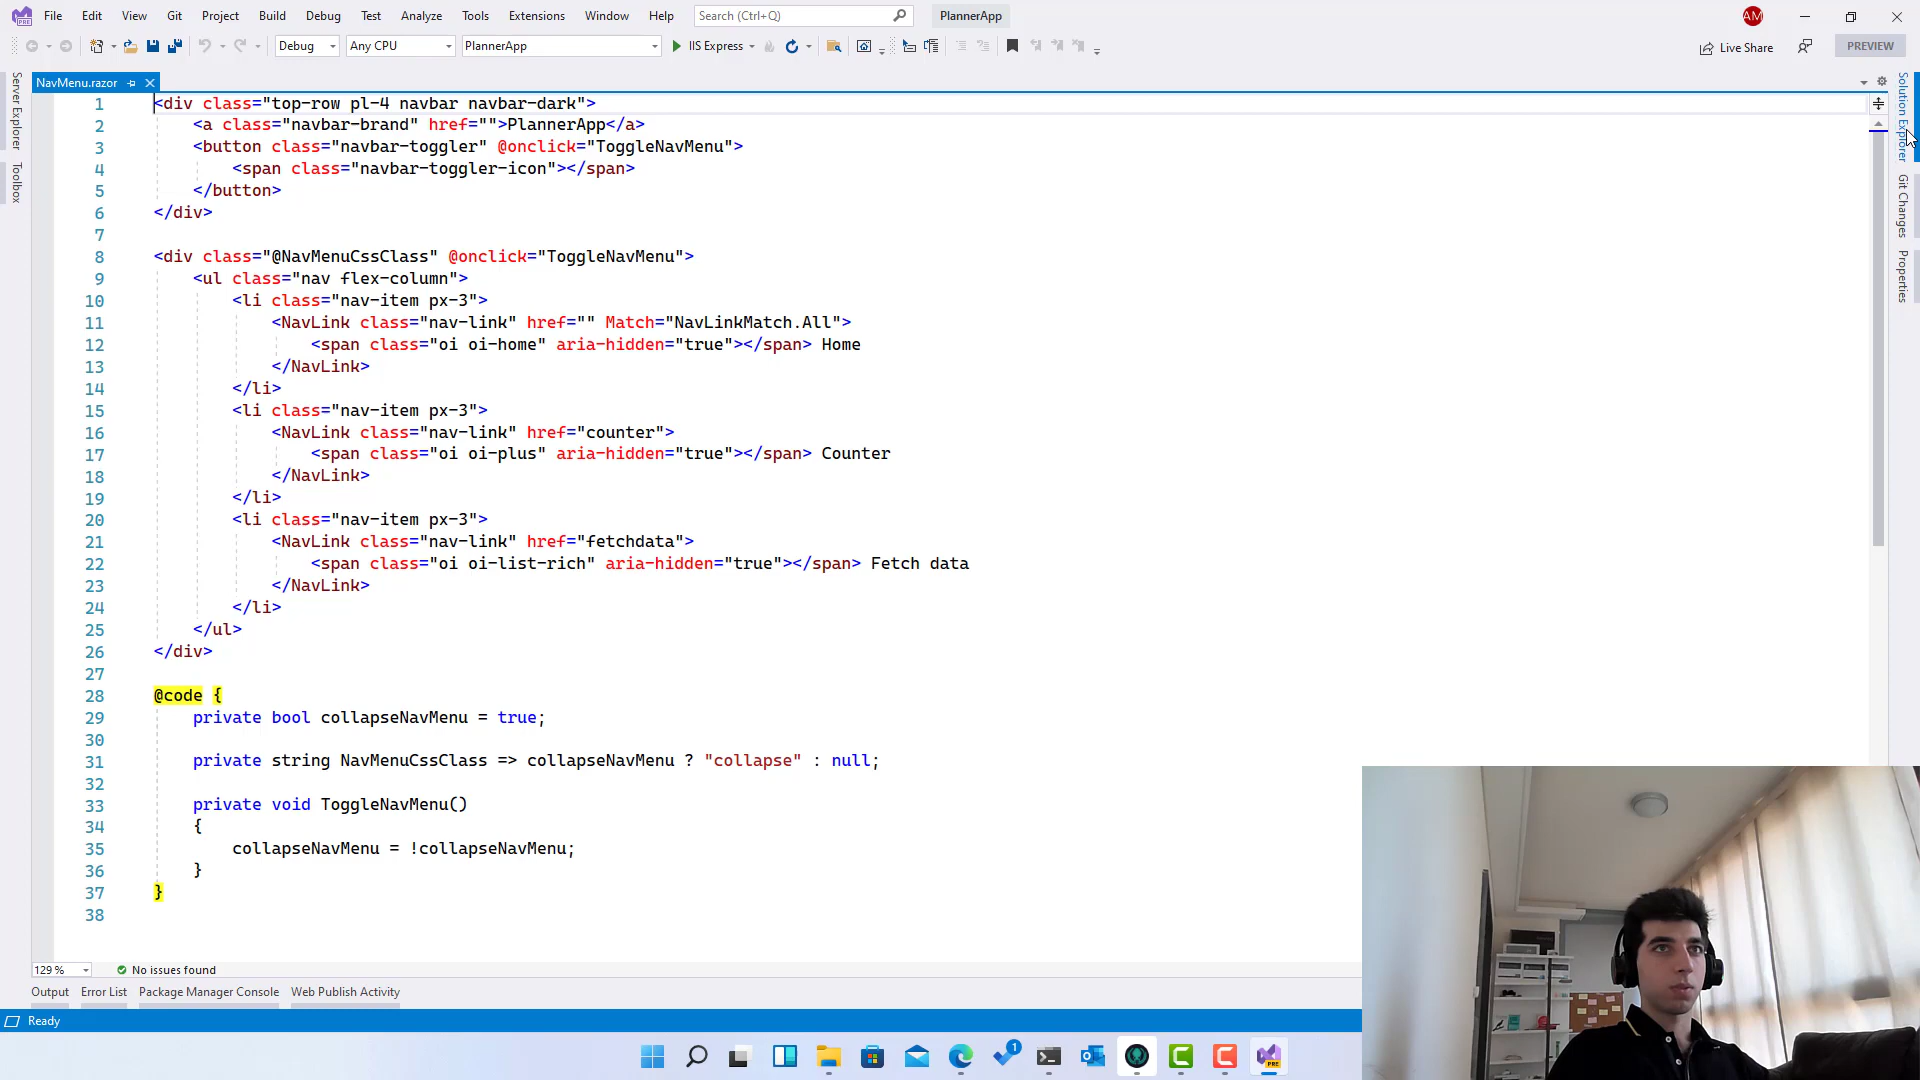 File Edit View Git Project Build Debug Test Analyze Tools Extensions Window Help Search (Ctrl+Q) PlannerApp AM
Debug Any CPU PlannerApp IIS Express Live Share PREVIEW
Server Explorer
Toolbox
NavMenu.razor
1 <div class="top-row pl-4 navbar navbar-dark">
2 <a class="navbar-brand" href="">PlannerApp</a>
3 <button class="navbar-toggler" @onclick="ToggleNavMenu">
4 <span class="navbar-toggler-icon"></span>
5 </button>
6 </div>
7
8 <div class="@NavMenuCssClass" @onclick="ToggleNavMenu">
9 <ul class="nav flex-column">
10 <li class="nav-item px-3">
11 <NavLink class="nav-link" href="" Match="NavLinkMatch.All">
12 <span class="oi oi-home" aria-hidden="true"></span> Home
13 </NavLink>
14 </li>
15 <li class="nav-item px-3">
16 <NavLink class="nav-link" href="counter">
17 <span class="oi oi-plus" aria-hidden="true"></span> Counter
18 </NavLink>
19 </li>
20 <li class="nav-item px-3">
21 <NavLink class="nav-link" href="fetchdata">
22 <span class="oi oi-list-rich" aria-hidden="true"></span> Fetch data
23 </NavLink>
24 </li>
25 </ul>
26 </div>
27
28 @code {
29 private bool collapseNavMenu = true;
30
31 private string NavMenuCssClass => collapseNavMenu ? "collapse" : null;
32
33 private void ToggleNavMenu()
34 {
35 collapseNavMenu = !collapseNavMenu;
36 }
37 }
38
Solution Explorer
Git Changes
Properties
129 % No issues found
Output Error List Package Manager Console Web Publish Activity
Ready
1
PRE